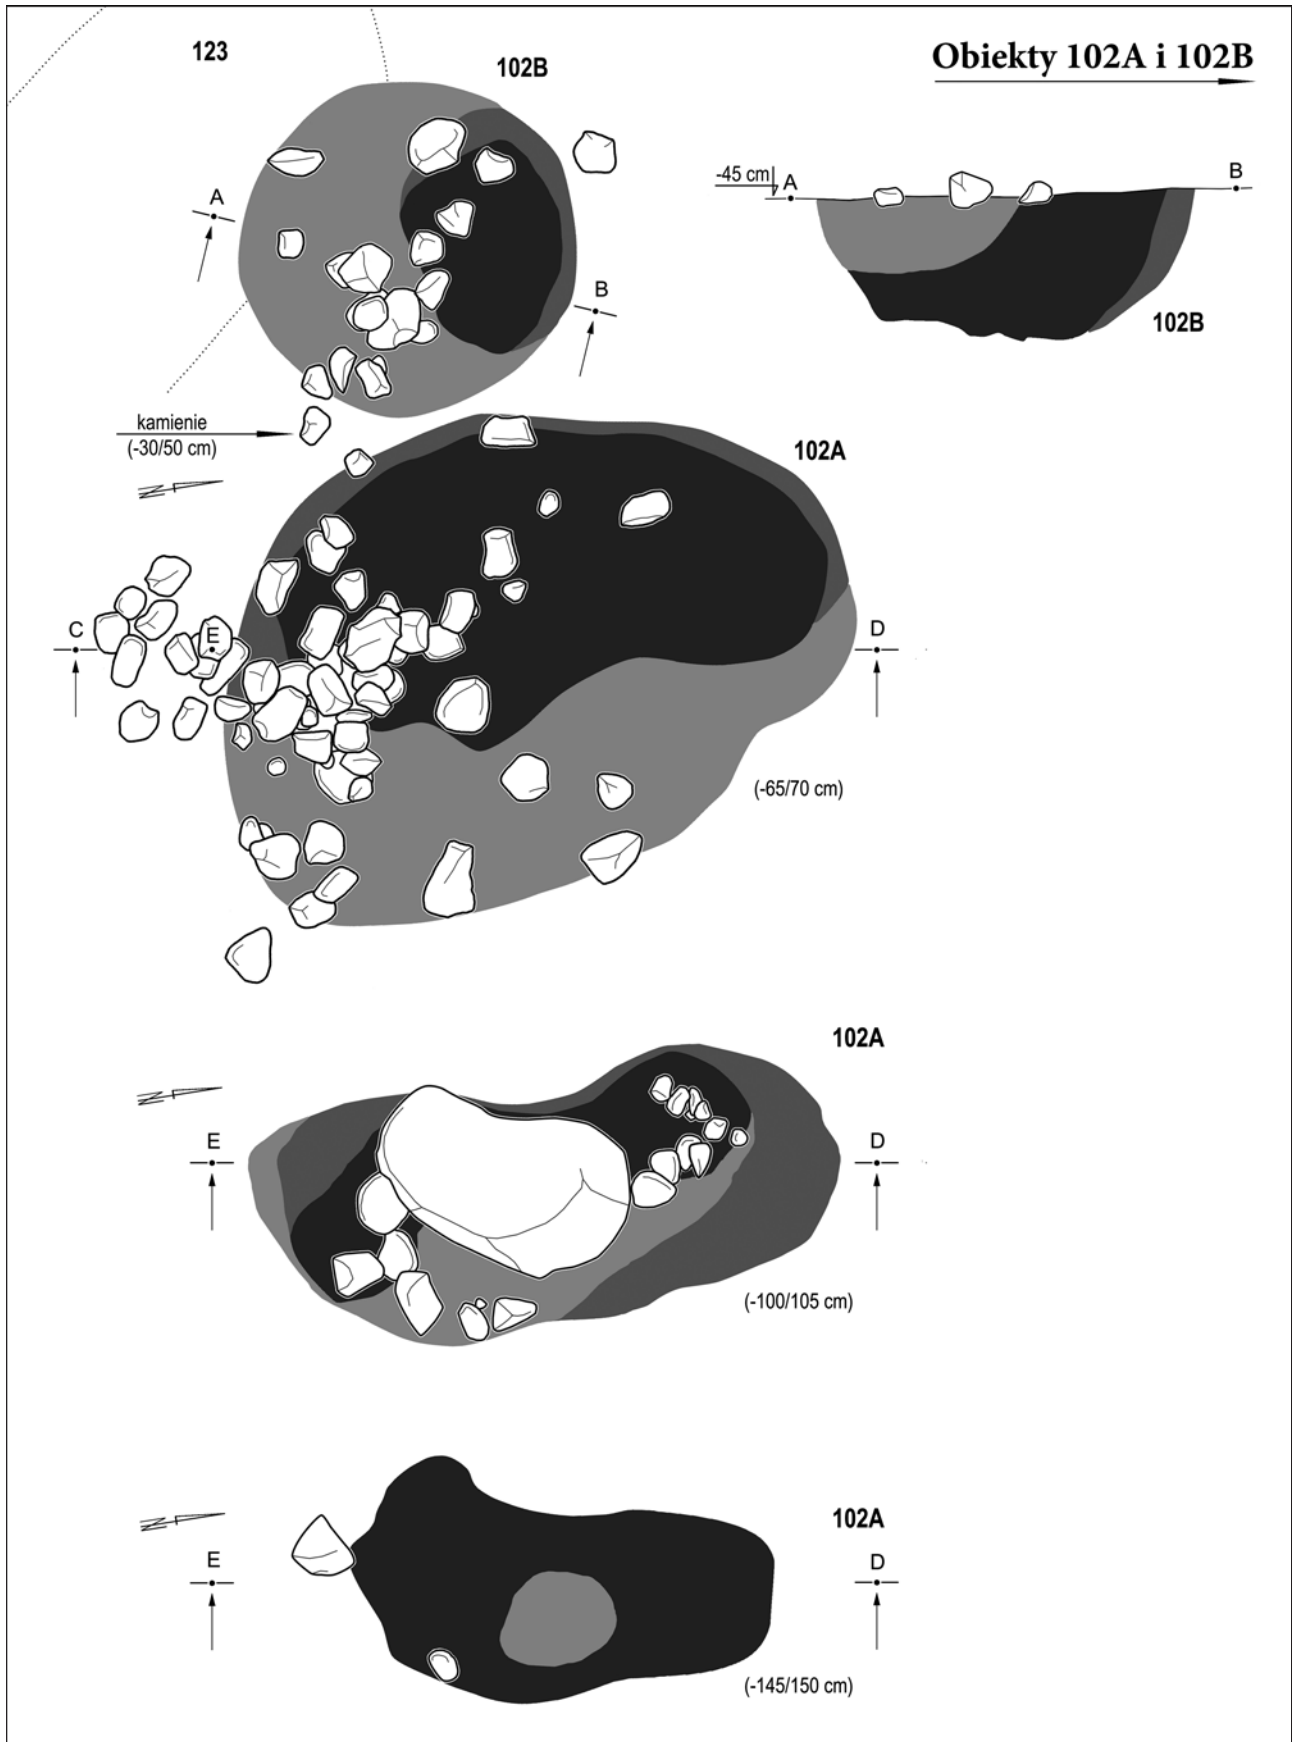 123
102B
Obiekty 102A i 102B
A
B
-45 cm
A
B
102B
kamienie
(-30/50 cm)
N
102A
C
E
D
(-65/70 cm)
102A
N
E
D
(-100/105 cm)
102A
N
E
D
(-145/150 cm)